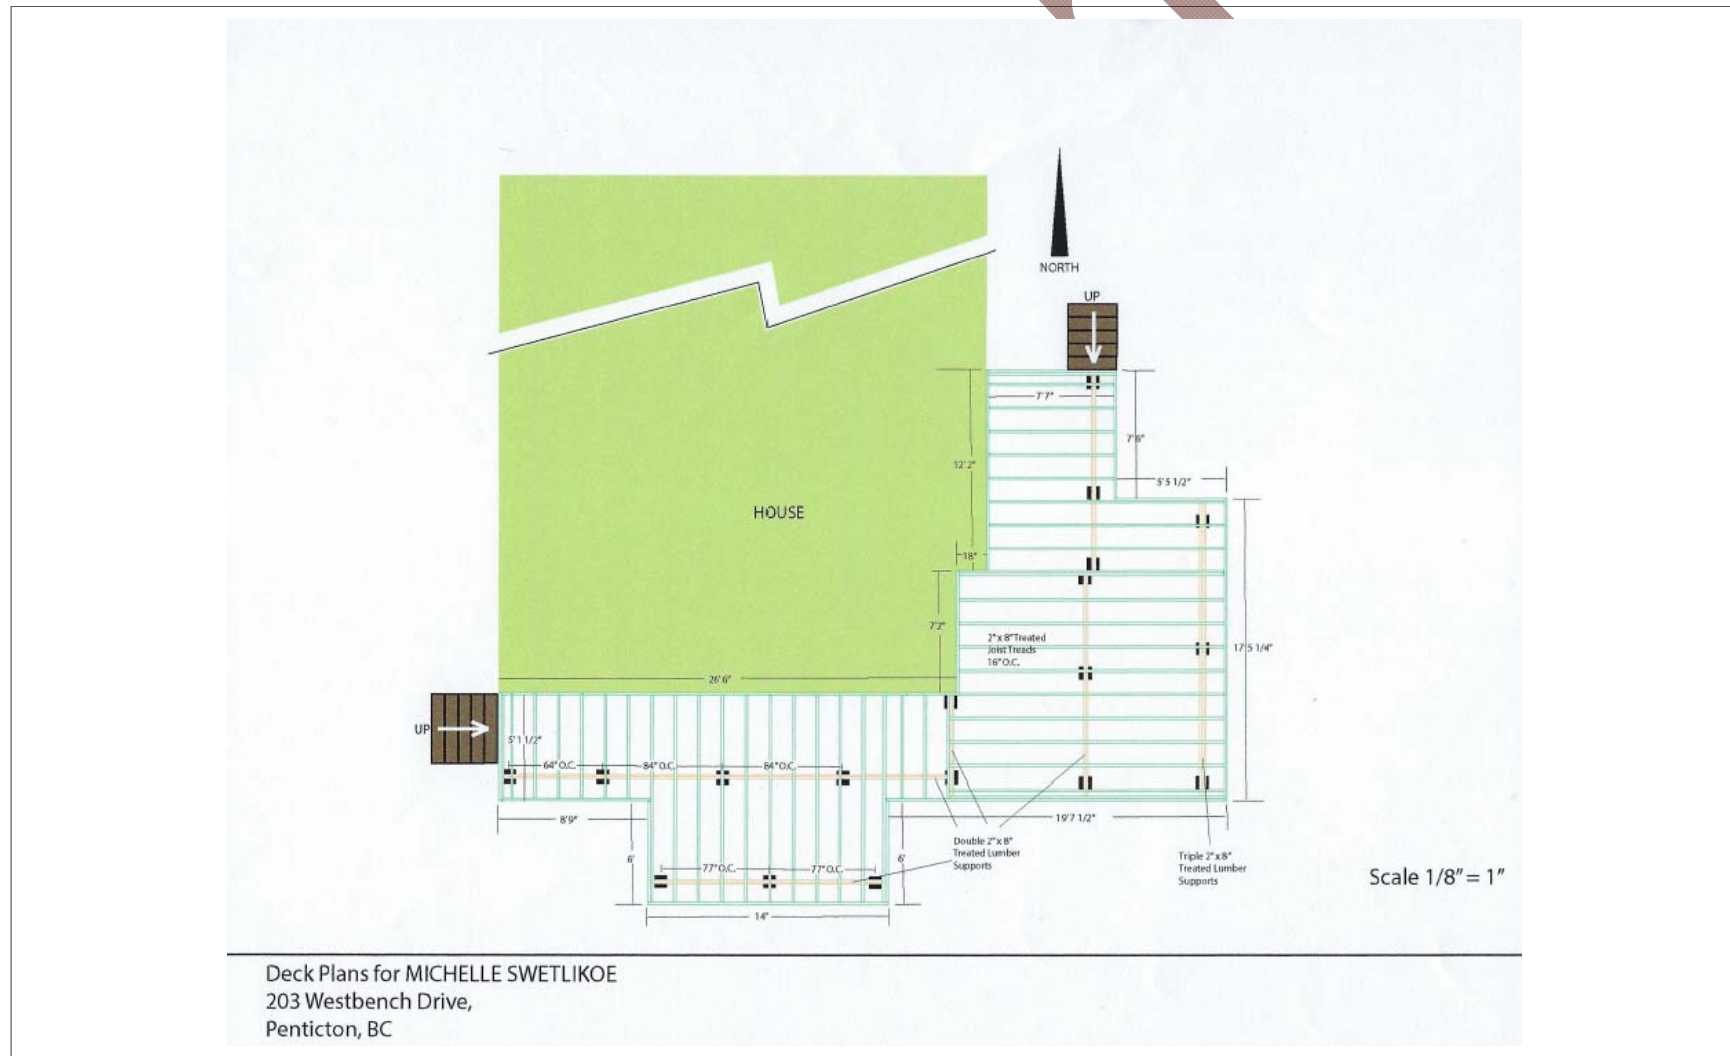 NORTH
UP
7'7"
7'6"
12'2"
5'5 1/2"
HOUSE
18"
7'2"
2" x 8" Treated
Joist Treads
16" O.C.
17'5 1/4"
26'6"
UP
5'1 1/2"
64" O.C.
84" O.C.
84" O.C.
8'9"
19'7 1/2"
6'
77" O.C.
77" O.C.
6'
Double 2" x 8"
Treated Lumber
Supports
Triple 2" x 8"
Treated Lumber
Supports
14"
Scale 1/8" = 1"
Deck Plans for MICHELLE SWETLIKOE
203 Westbench Drive,
Penticton, BC